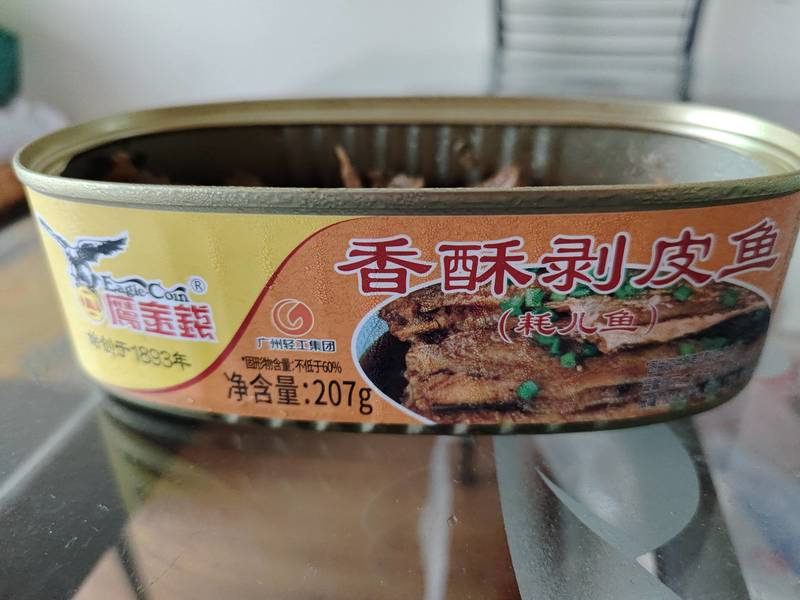 Eagle-Coin®
鷹金錢
始创于1893年
广州轻工集团
*固形物含量:不低于60%
净含量:207g
香酥剥皮鱼
(耗儿鱼)